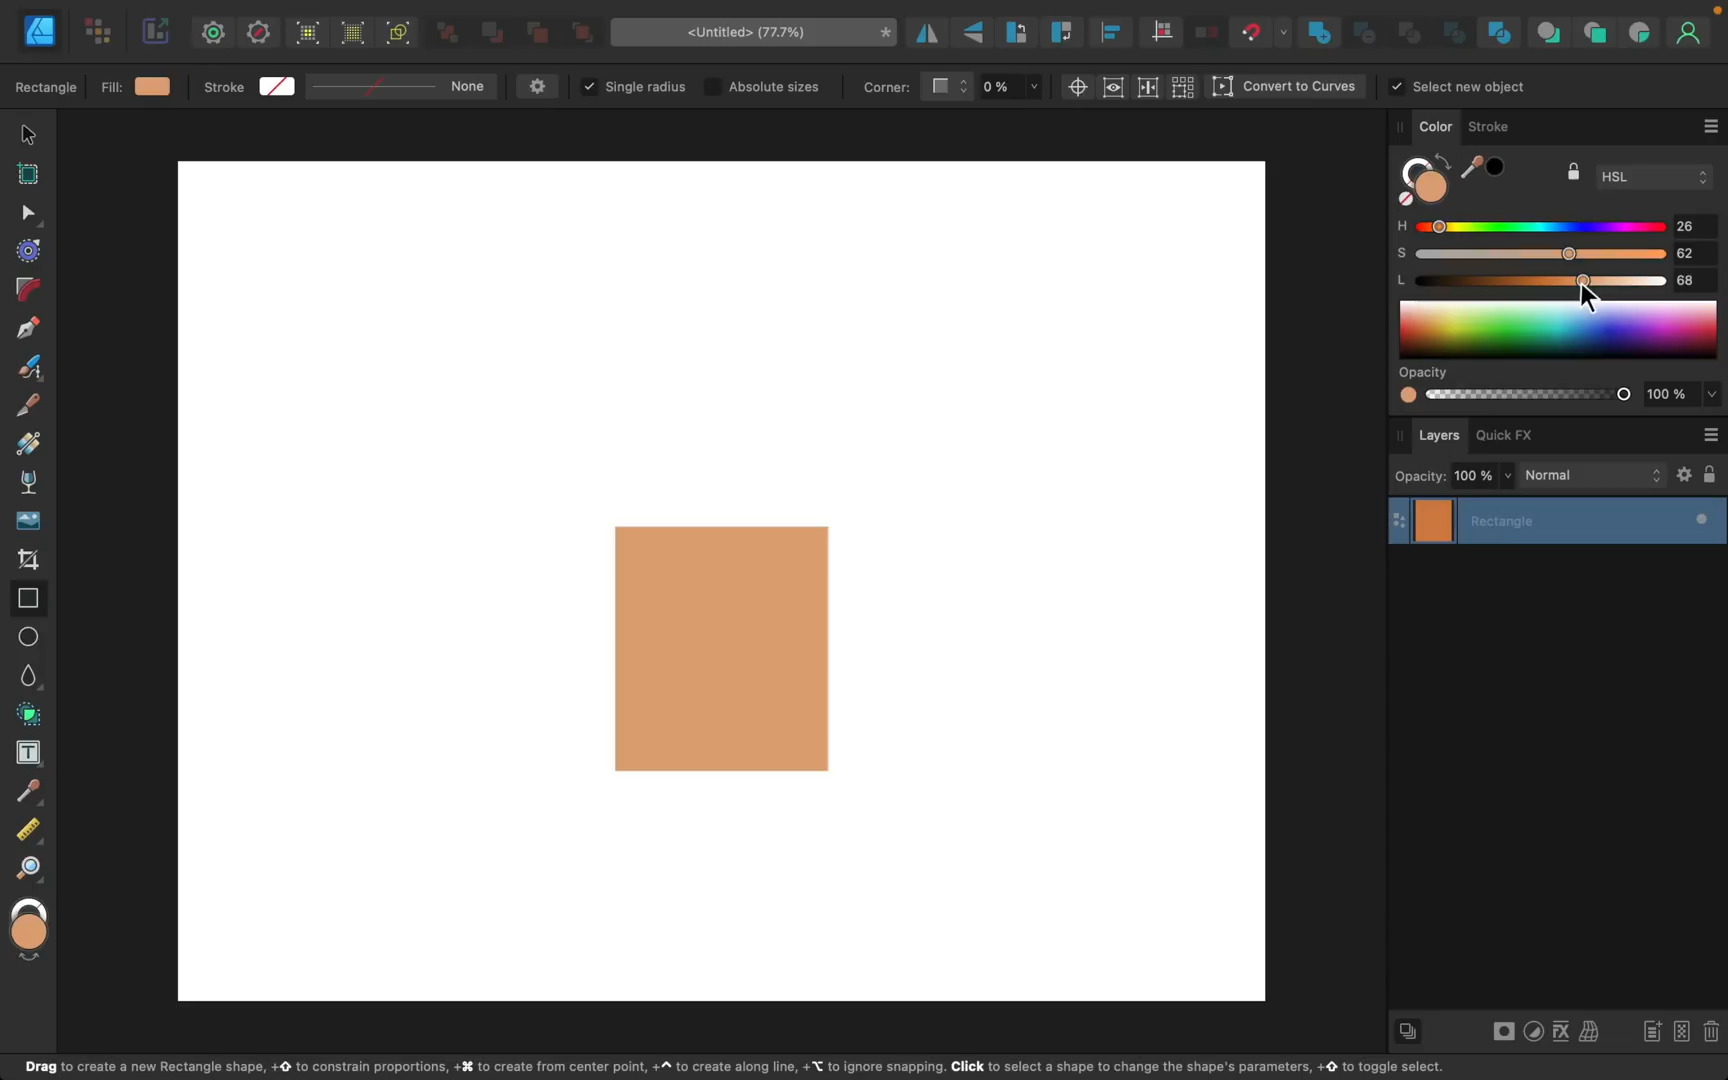 <Untitled> (77.7%)
*
Rectangle Fill: Stroke None Single radius Absolute sizes Corner: 0 % Convert to Curves Select new object
Color Stroke
HSL
H 26
S 62
L 68
Opacity
100 %
Layers Quick FX
Opacity: 100 % Normal
Rectangle
T
FX
Drag to create a new Rectangle shape, +⇧ to constrain proportions, +⌘ to create from center point, +^ to create along line, +⌥ to ignore snapping. Click to select a shape to change the shape's parameters, +⇧ to toggle select.